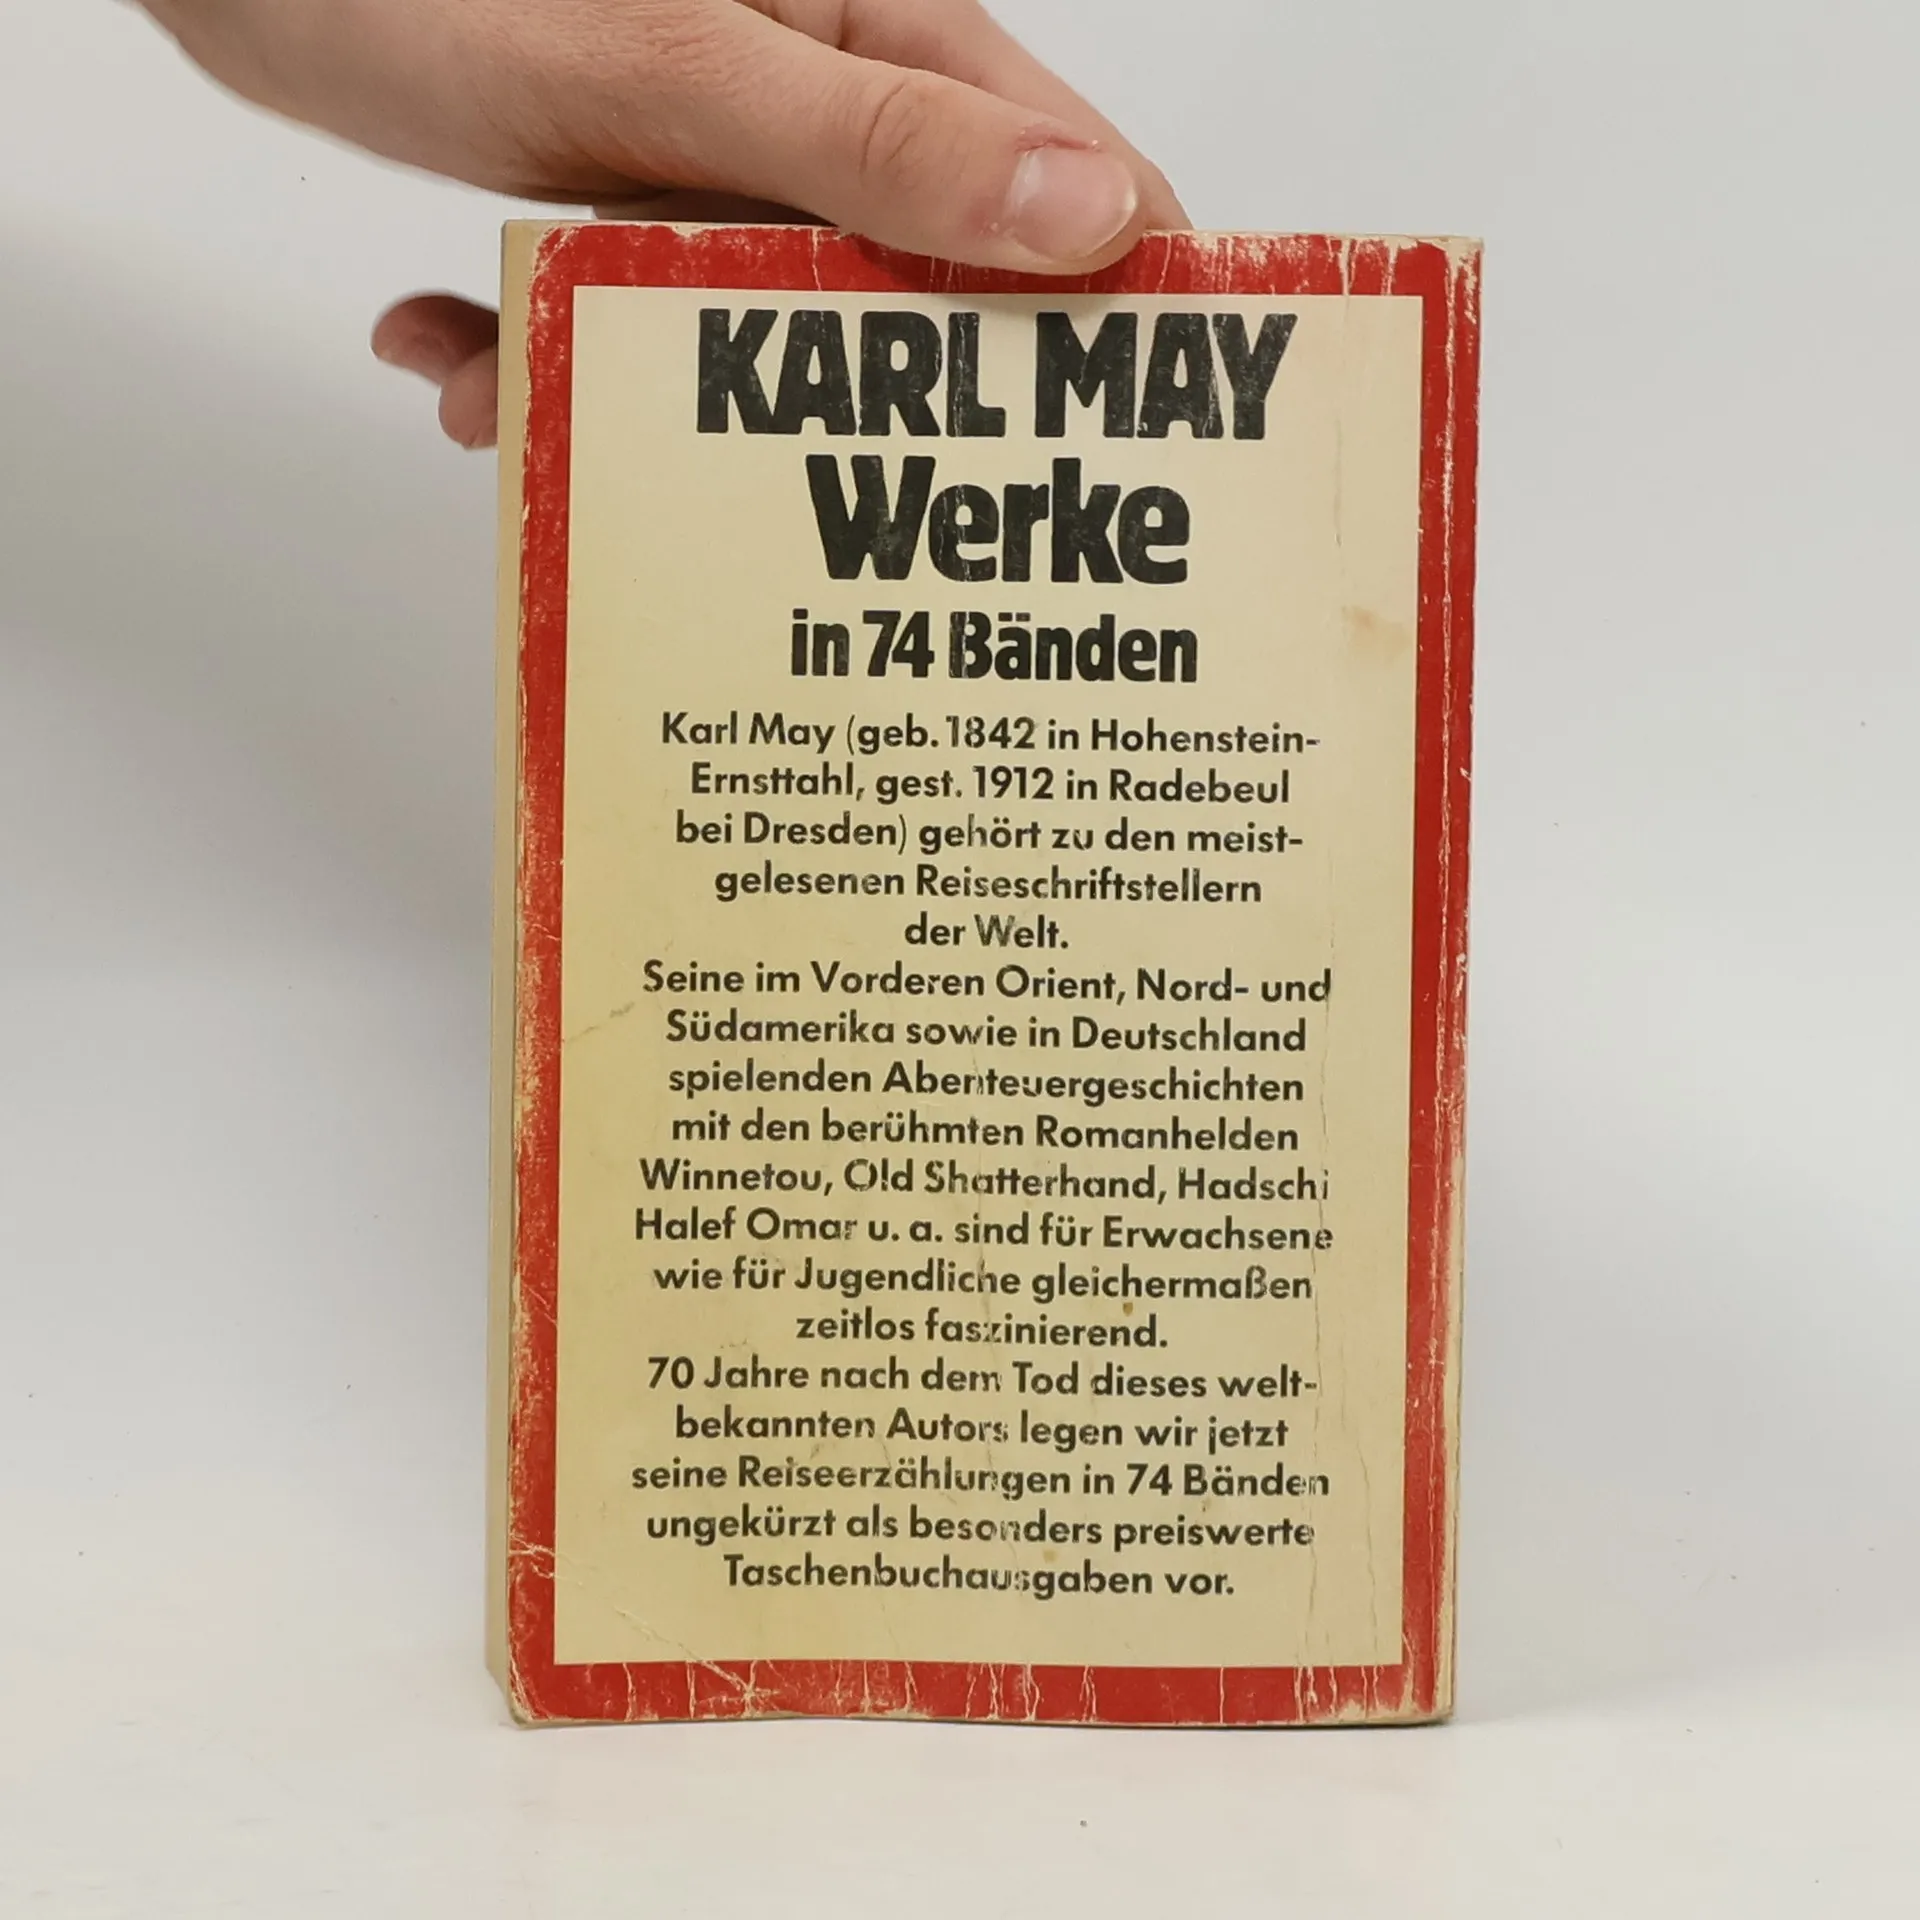 KARL MAY
Werke
in 74 Bänden
Karl May (geb. 1842 in Hohenstein-
Ernsttahl, gest. 1912 in Radebeul
bei Dresden) gehört zu den meist-
gelesenen Reiseschriftstellern
der Welt.
Seine im Vorderen Orient, Nord- und
Südamerika sowie in Deutschland
spielenden Abenteuergeschichten
mit den berühmten Romanhelden
Winnetou, Old Shatterhand, Hadschi
Halef Omar u. a. sind für Erwachsene
wie für Jugendliche gleichermaßen
zeitlos faszinierend.
70 Jahre nach dem Tod dieses welt-
bekannten Autors legen wir jetzt
seine Reiseerzählungen in 74 Bänden
ungekürzt als besonders preiswerte
Taschenbuchausgaben vor.